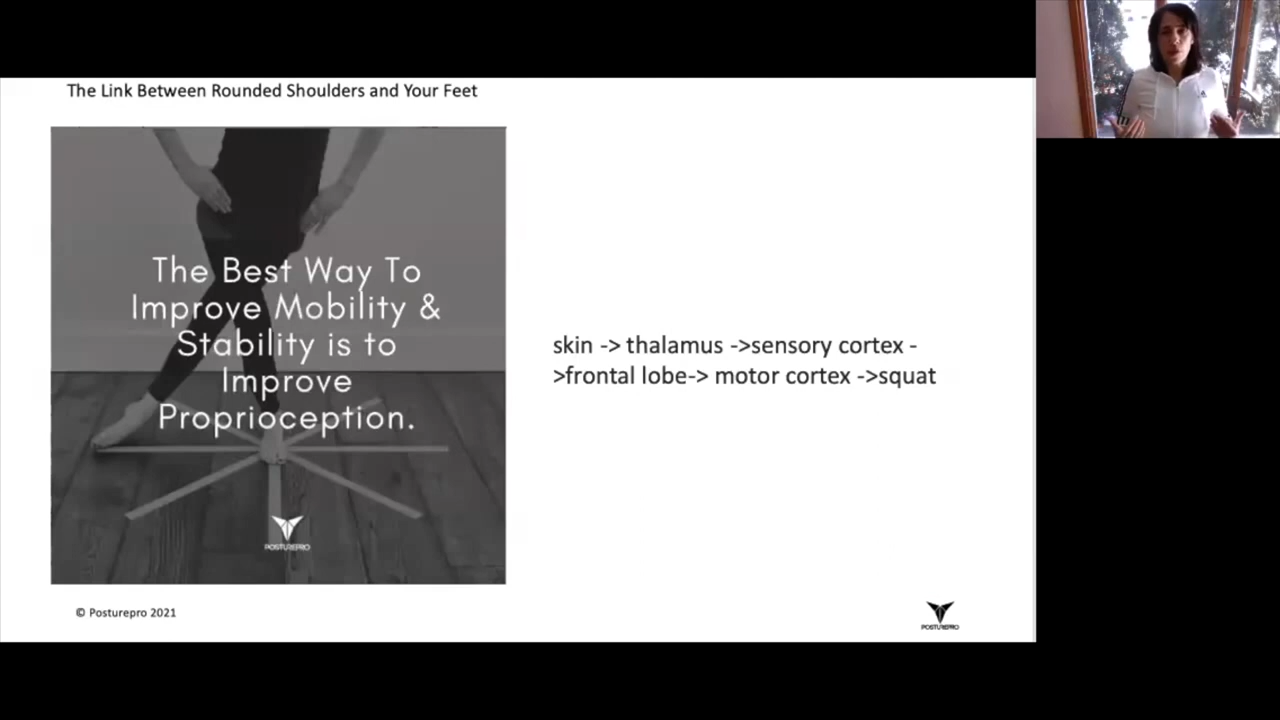 The Link Between Rounded Shoulders and Your Feet
The Best Way To
Improve Mobility &
Stability is to
Improve
Proprioception.
POSTUREPRO
skin -> thalamus ->sensory cortex -
>frontal lobe-> motor cortex ->squat
© Posturepro 2021
POSTUREPRO